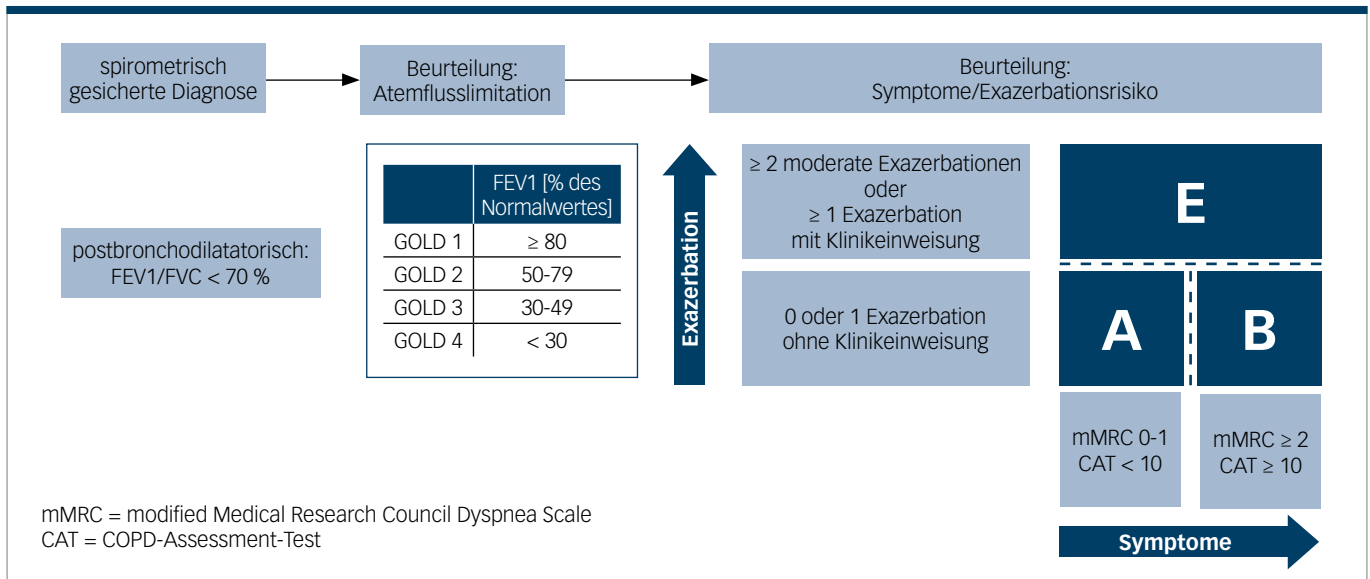 spirometrisch
gesicherte Diagnose
Beurteilung:
Atemflusslimitation
Beurteilung:
Symptome/Exazerbationsrisiko
postbronchodilatatorisch:
FEV1/FVC < 70 %
FEV1 [% des
Normalwertes]
GOLD 1 ≥ 80
GOLD 2 50-79
GOLD 3 30-49
GOLD 4 < 30
Exazerbation
≥ 2 moderate Exazerbationen
oder
≥ 1 Exazerbation
mit Klinikeinweisung
E
0 oder 1 Exazerbation
ohne Klinikeinweisung
A
B
mMRC 0-1
CAT < 10
mMRC ≥ 2
CAT ≥ 10
Symptome
mMRC = modified Medical Research Council Dyspnea Scale
CAT = COPD-Assessment-Test